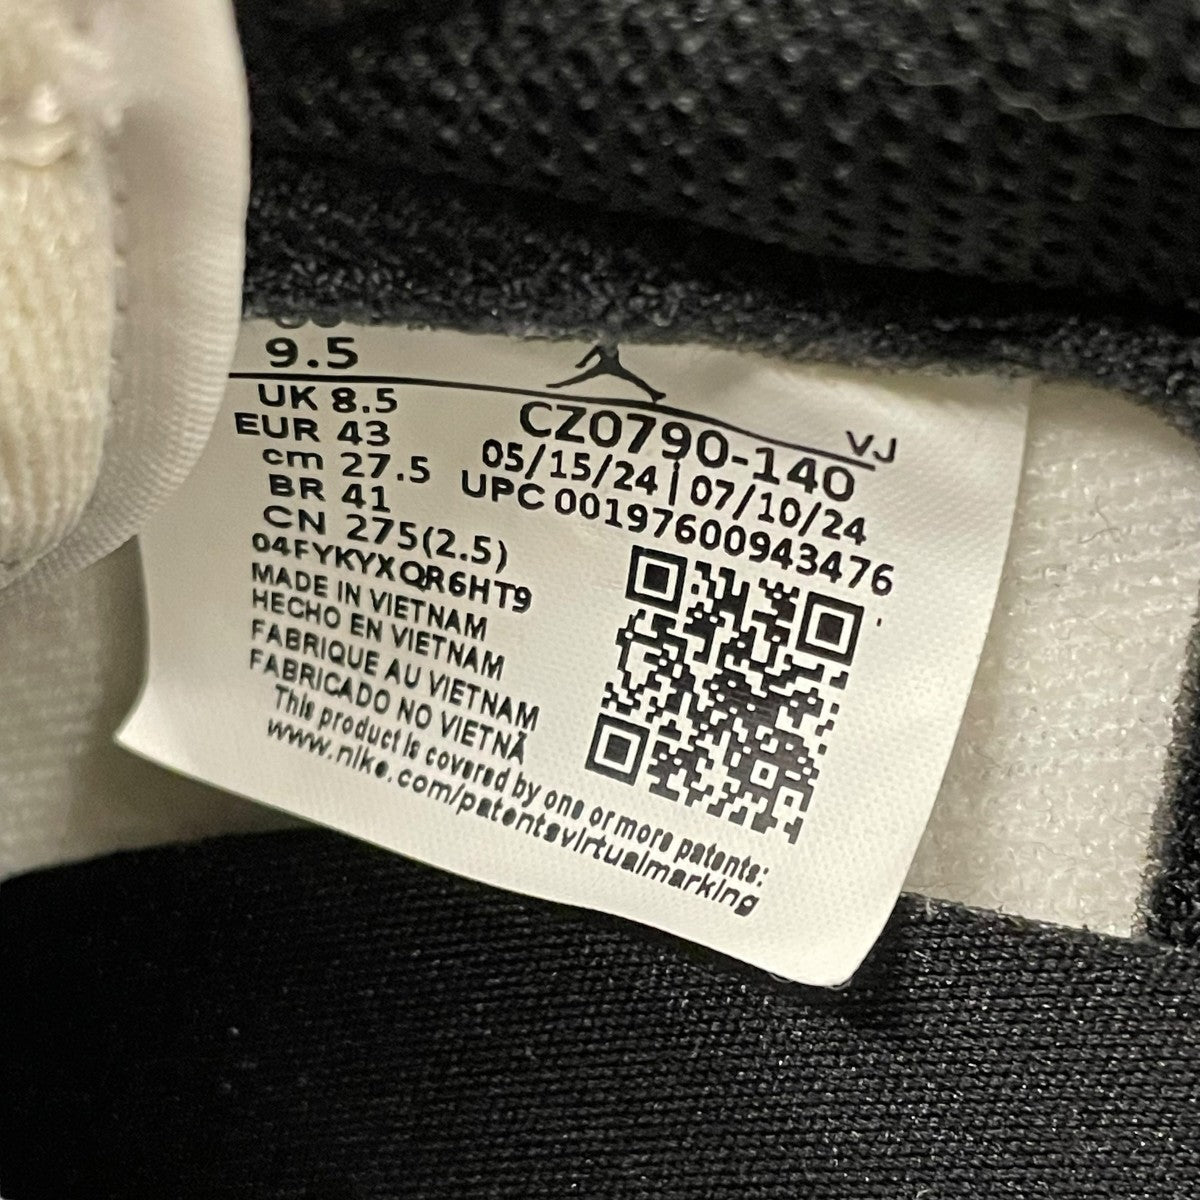 9.5
UK 8.5
EUR 43
cm 27.5
BR 41
CN 275(2.5)
04FYKYXQR6HT9
MADE IN VIETNAM
HECHO EN VIETNAM
FABRIQUE AU VIETNAM
FABRICADO NO VIETNÃ
This product is covered by one or more patents:
www.nike.com/patentsvirtualmarking
VJ
CZ0790-140
05/15/24 | 07/10/24
UPC 00197600943476